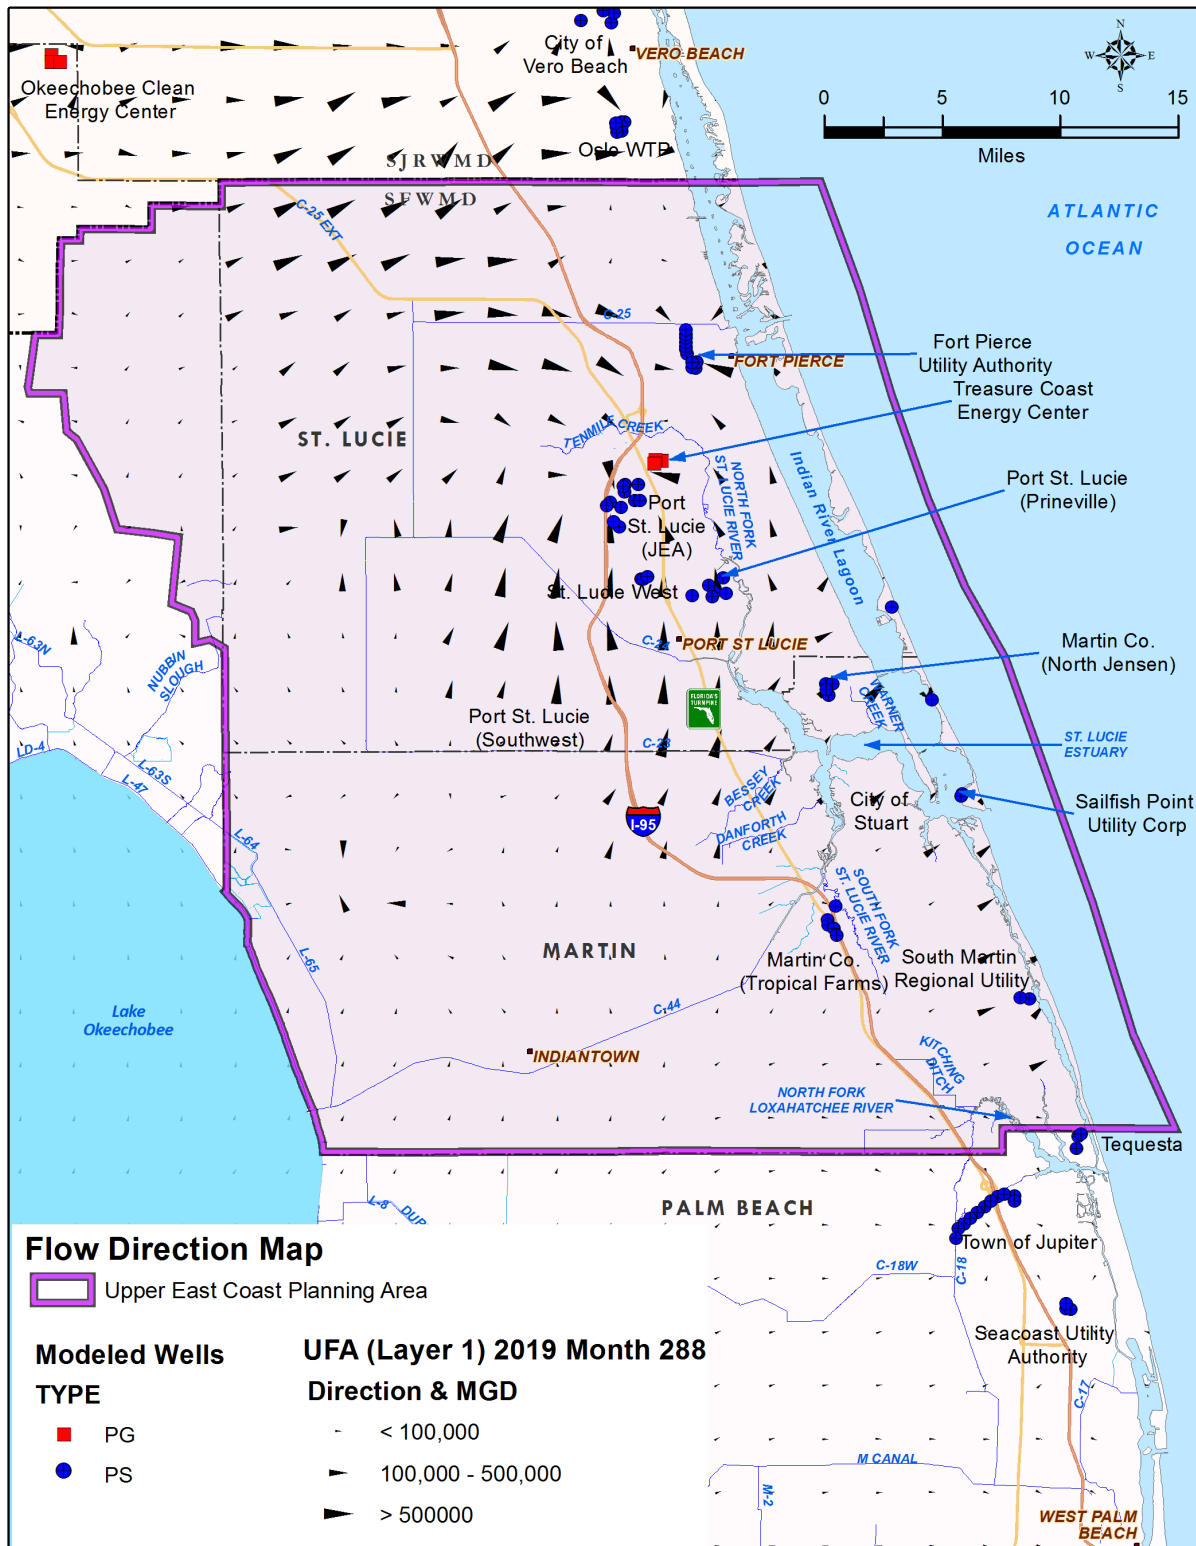 City of
Vero Beach
VERO BEACH
N
W
E
S
Okeechobee Clean
Energy Center
0
5
10
15
Miles
Oslo WTP
SJRWMD
SFWMD
C-25 EXT
ATLANTIC
OCEAN
C-25
Fort Pierce
Utility Authority
FORT PIERCE
Treasure Coast
Energy Center
ST. LUCIE
TENMILE CREEK
NORTH FORK
ST. LUCIE RIVER
Indian River Lagoon
Port St. Lucie
(Prineville)
Port
St. Lucie
(JEA)
St. Lucie West
C-24
PORT ST LUCIE
L-63N
NUBBIN
SLOUGH
Martin Co.
(North Jensen)
WARNER
CREEK
FLORIDA'S
TURNPIKE
Port St. Lucie
(Southwest)
C-23
ST. LUCIE
ESTUARY
LD-4
L-63S
L-47
BESSEY
CREEK
City of
Stuart
Sailfish Point
Utility Corp
I-95
DANFORTH
CREEK
L-64
SOUTH FORK
ST. LUCIE RIVER
L-65
MARTIN
Martin Co.
(Tropical Farms)
South Martin
Regional Utility
Lake
Okeechobee
C-44
INDIANTOWN
KITCHING
DITCH
NORTH FORK
LOXAHATCHEE RIVER
Tequesta
L-8
PALM BEACH
Town of Jupiter
C-18W
C-18
Seacoast Utility
Authority
C-17
M CANAL
M-2
WEST PALM
BEACH
Flow Direction Map
Upper East Coast Planning Area
Modeled Wells
TYPE
PG
PS
UFA (Layer 1) 2019 Month 288
Direction & MGD
< 100,000
100,000 - 500,000
> 500000